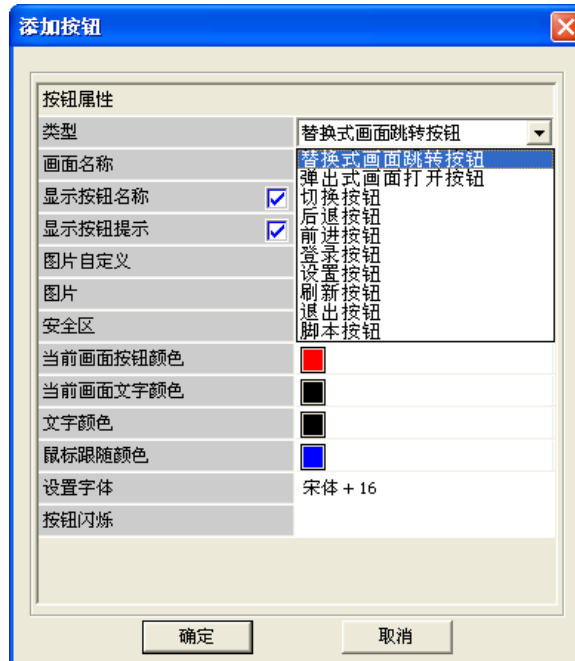 添加按钮
按钮属性
类型
替换式画面跳转按钮
画面名称
替换式画面跳转按钮
弹出式画面打开按钮
切换按钮
后退按钮
前进按钮
登录按钮
设置按钮
刷新按钮
退出按钮
脚本按钮
显示按钮名称
显示按钮提示
图片自定义
图片
安全区
当前画面按钮颜色
当前画面文字颜色
文字颜色
鼠标跟随颜色
设置字体 宋体 + 16
按钮闪烁
确定 取消